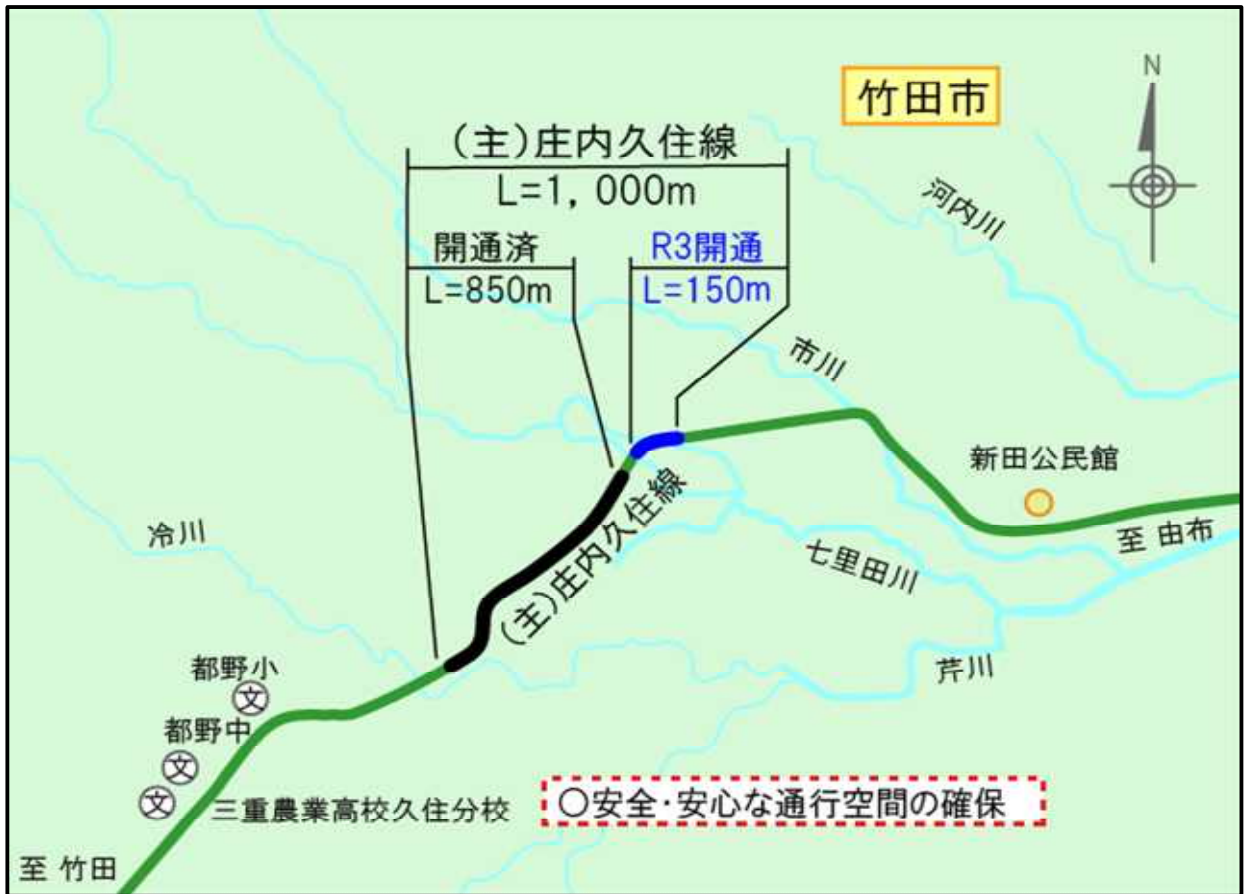 竹田市
N
(主)庄内久住線
L=1,000m
開通済
L=850m
R3開通
L=150m
河内川
市川
新田公民館
至 由布
七里田川
芹川
(主)庄内久住線
冷川
都野小
文
都野中
文
文
三重農業高校久住分校
○安全・安心な通行空間の確保
至 竹田